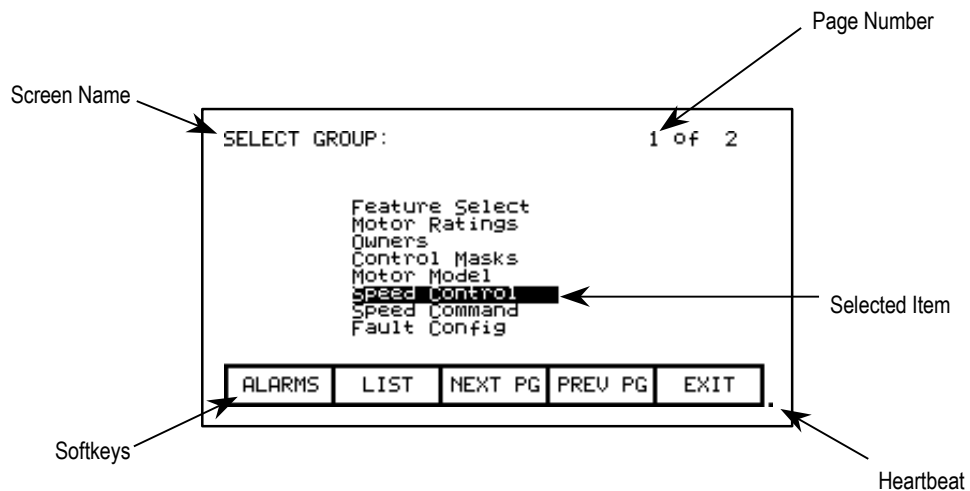 Page Number
Screen Name
SELECT GROUP: 1 of 2
Feature Select
Motor Ratings
Owners
Control Masks
Motor Model
Speed Control
Selected Item
Speed Command
Fault Config
ALARMS LIST NEXT PG PREV PG EXIT
Softkeys
Heartbeat